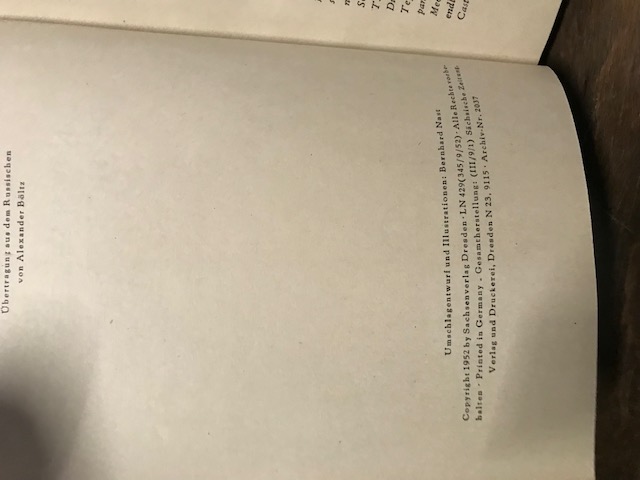 Übertragung aus dem Russischen
von Alexander Böltz
Umschlagentwurf und Illustrationen: Bernhard Nast
Copyright 1952 by Sachsenverlag Dresden · LN 429(345/9/52) · Alle Rechte vorbe-
halten · Printed in Germany . Gesamtherstellung: (III/9/1) Sächsische Zeitung,
Verlag und Druckerei, Dresden N 23, 9115 · Archiv-Nr. 2037